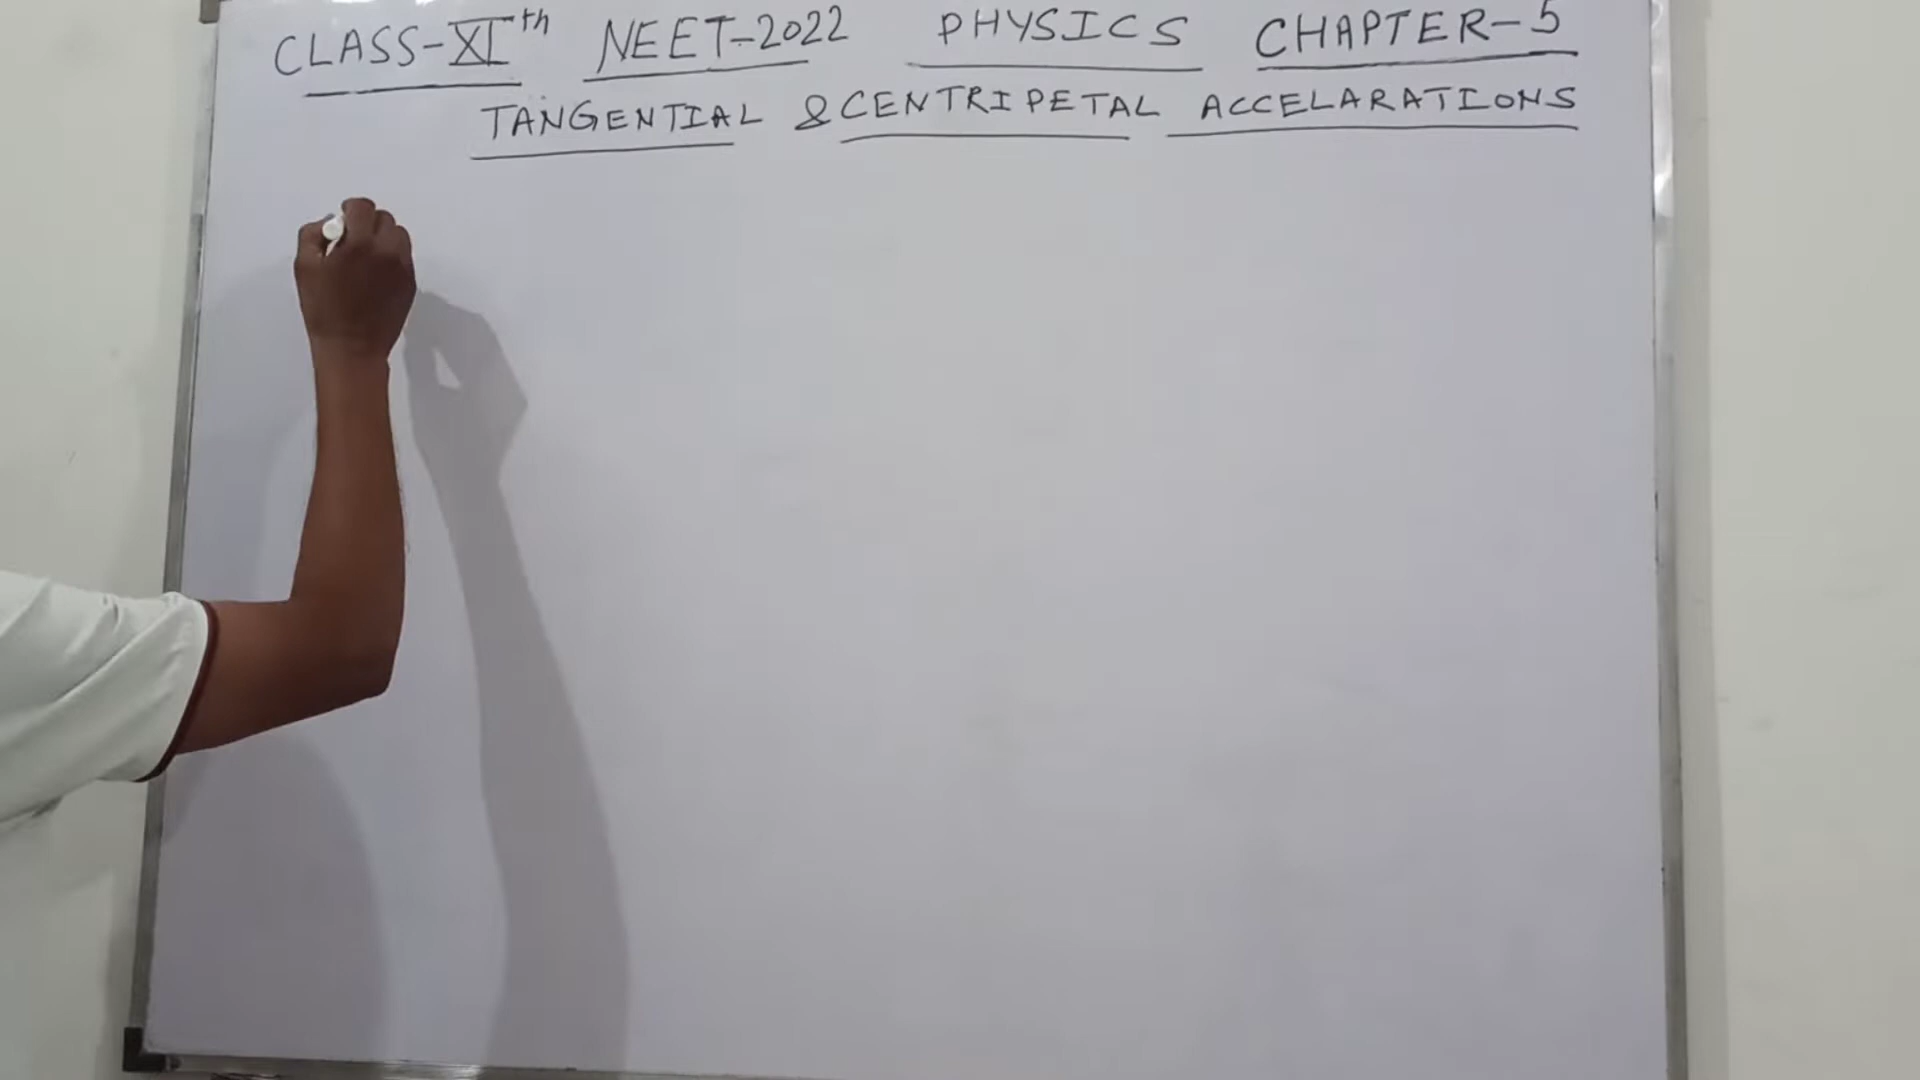 CLASS-XIth NEET-2022 PHYSICS CHAPTER-5
TANGENTIAL & CENTRIPETAL ACCELARATIONS